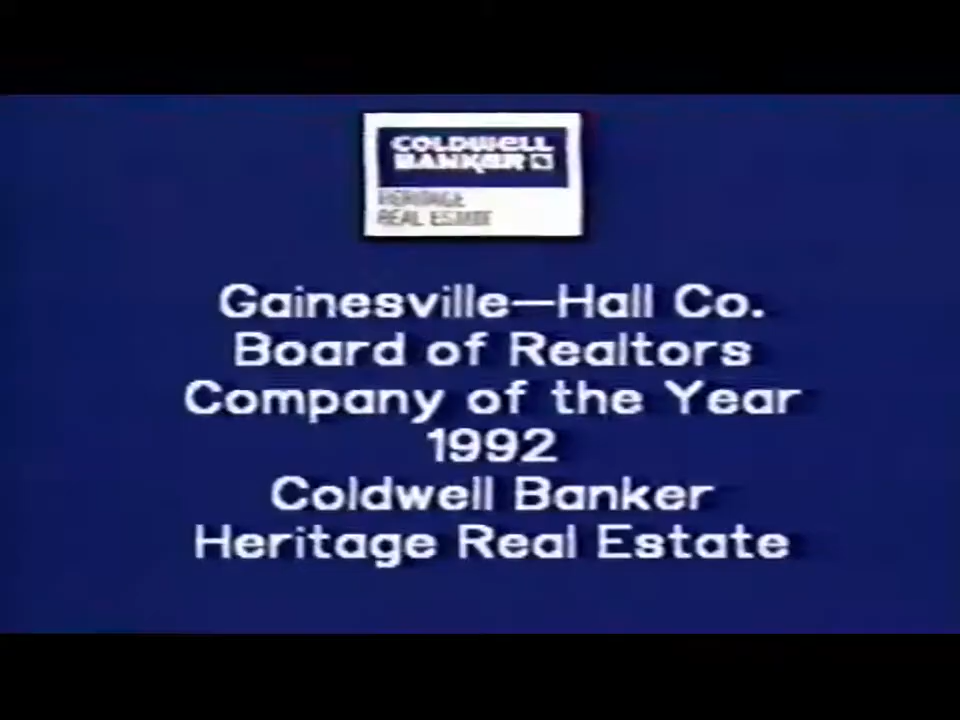 COLDWELL
BANKER
HERITAGE
REAL ESTATE
Gainesville—Hall Co.
Board of Realtors
Company of the Year
1992
Coldwell Banker
Heritage Real Estate